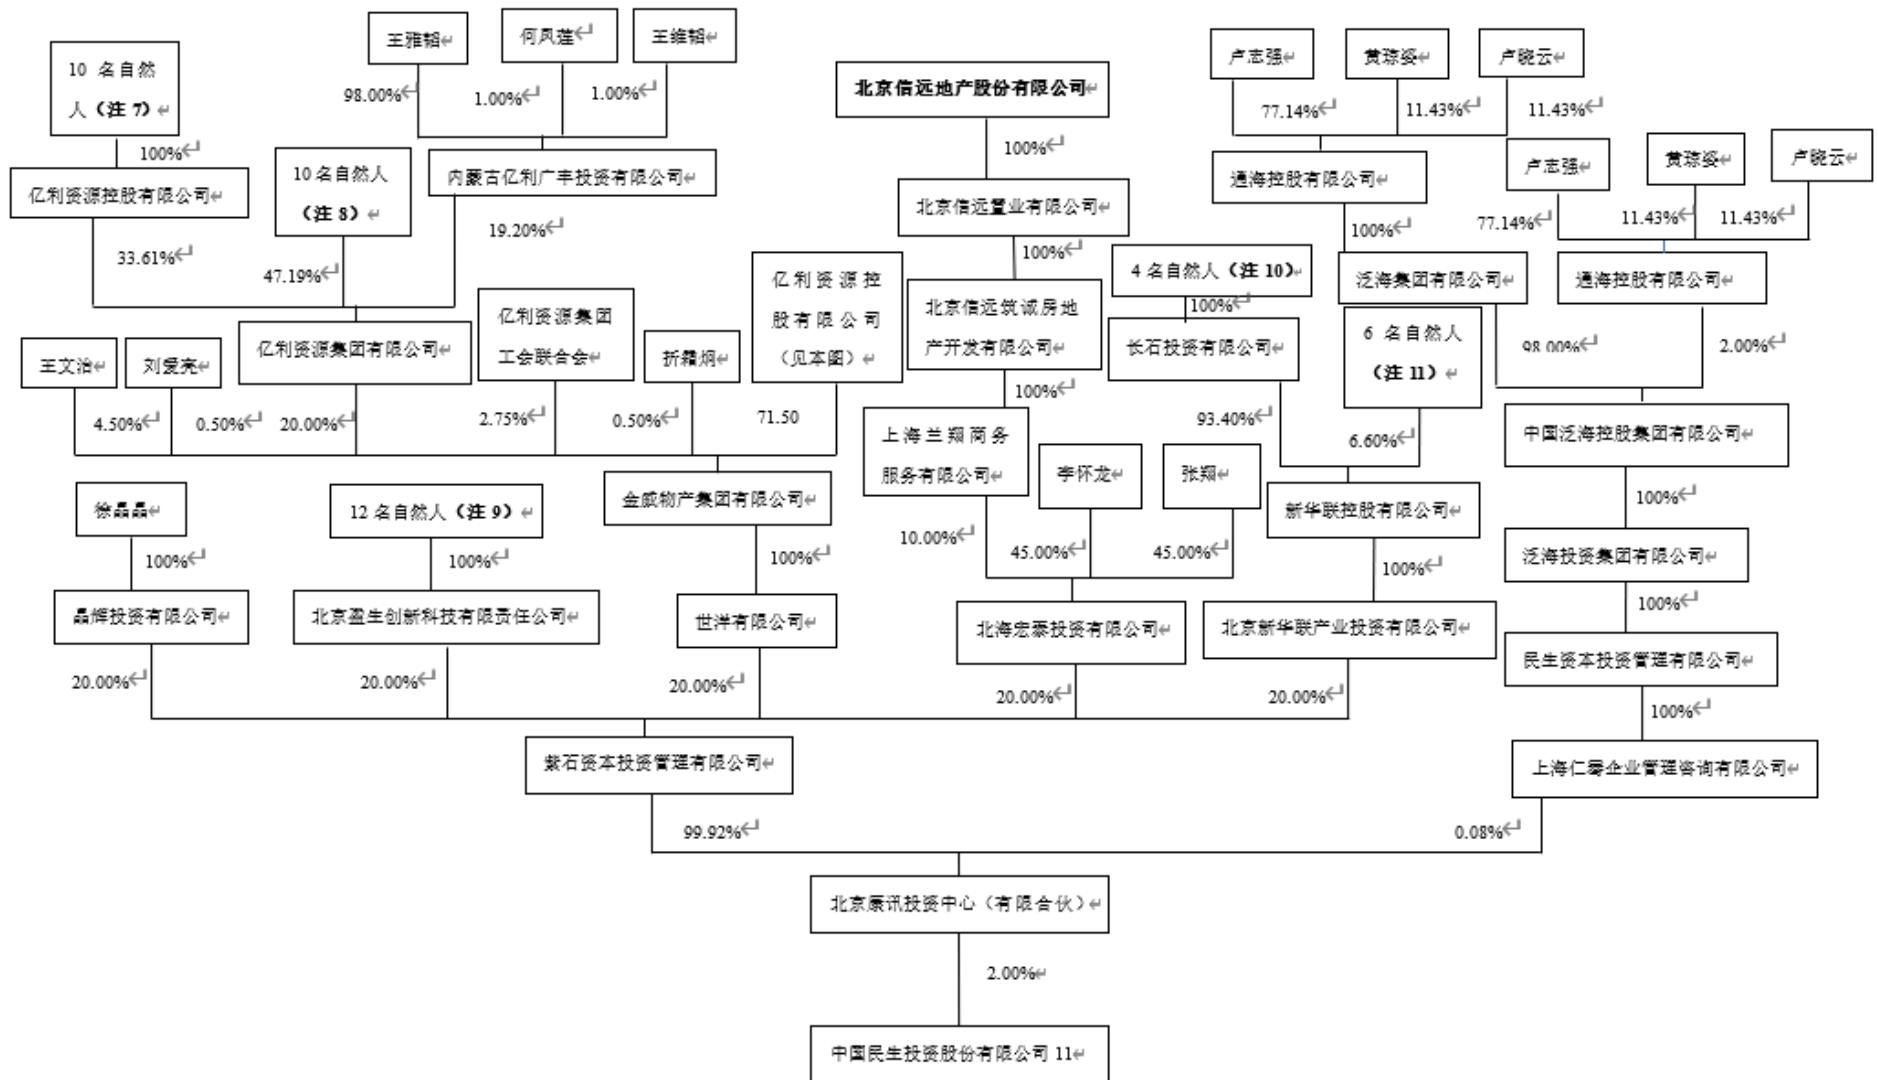 王雅韬
何凤莲
王维韬
10 名自然
人（注 7）
98.00%
1.00%
1.00%
100%
亿利资源控股有限公司
10 名自然人
（注 8）
内蒙古亿利广丰投资有限公司
33.61%
47.19%
19.20%
王文治
刘爱亮
亿利资源集团有限公司
亿利资源集团
工会联合会
折霜炯
亿利资源控
股有限公司
（见本图）
4.50%
0.50%
20.00%
2.75%
0.50%
71.50
金威物产集团有限公司
徐晶晶
12 名自然人（注 9）
100%
100%
100%
晶辉投资有限公司
北京盈生创新科技有限责任公司
世洋有限公司
20.00%
20.00%
20.00%
北京信远地产股份有限公司
100%
北京信远置业有限公司
100%
北京信远筑诚房地
产开发有限公司
100%
上海兰翔商务
服务有限公司
李怀龙
张翔
10.00%
45.00%
45.00%
北海宏泰投资有限公司
20.00%
4 名自然人（注 10）
100%
长石投资有限公司
6 名自然人
（注 11）
93.40%
6.60%
新华联控股有限公司
100%
北京新华联产业投资有限公司
20.00%
卢志强
黄琼姿
卢晓云
77.14%
11.43%
11.43%
通海控股有限公司
100%
泛海集团有限公司
卢志强
黄琼姿
卢晓云
77.14%
11.43%
11.43%
通海控股有限公司
98.00%
2.00%
中国泛海控股集团有限公司
100%
泛海投资集团有限公司
100%
民生资本投资管理有限公司
100%
紫石资本投资管理有限公司
上海仁骞企业管理咨询有限公司
99.92%
0.08%
北京康讯投资中心（有限合伙）
2.00%
中国民生投资股份有限公司 11